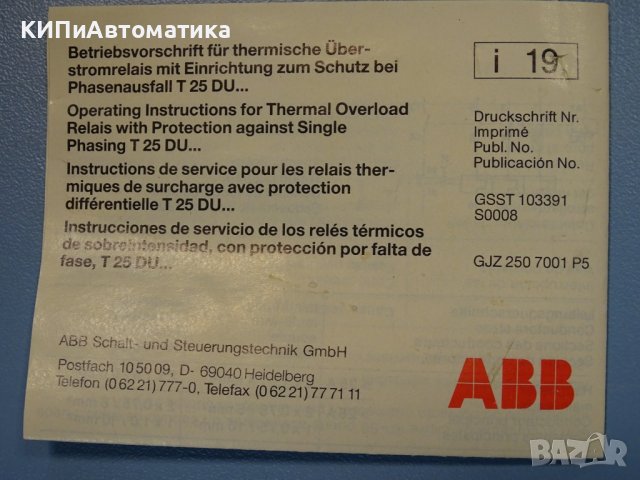 КИПиАвтоматика
Betriebsvorschrift für thermische Über-
stromrelais mit Einrichtung zum Schutz bei
Phasenausfall T 25 DU...
i 19
Operating Instructions for Thermal Overload
Relais with Protection against Single
Phasing T 25 DU...
Druckschrift Nr.
Imprimé
Publ. No.
Publicación No.
Instructions de service pour les relais ther-
miques de surcharge avec protection
différentielle T 25 DU...
GSST 103391
S0008
Instrucciones de servicio de los relés térmicos
de sobreintensidad, con protección por falta de
fase, T 25 DU...
GJZ 250 7001 P5
ABB Schalt- und Steuerungstechnik GmbH
Postfach 10 50 09, D- 69040 Heidelberg
Telefon (0 62 21) 777-0, Telefax (0 62 21) 77 71 11
ABB
BAZAR